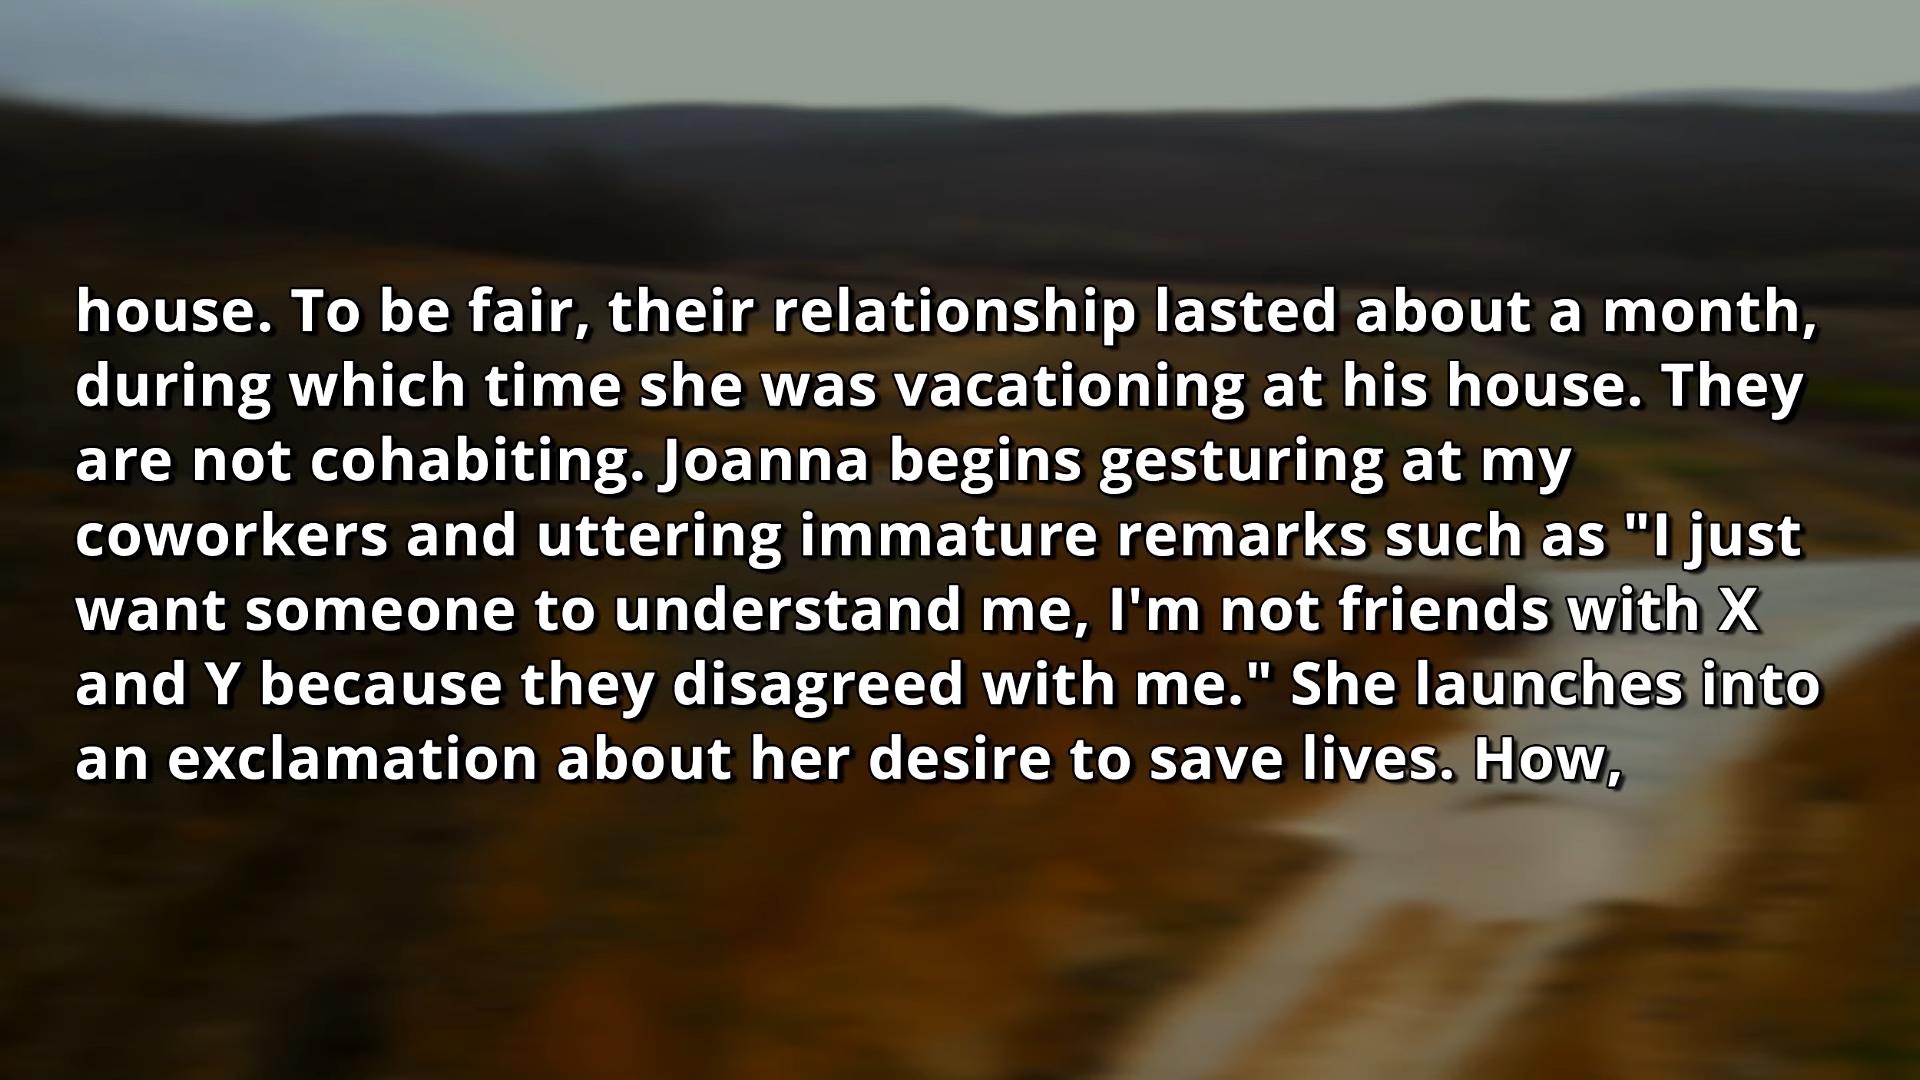 house. To be fair, their relationship lasted about a month,
during which time she was vacationing at his house. They
are not cohabiting. Joanna begins gesturing at my
coworkers and uttering immature remarks such as "I just
want someone to understand me, I'm not friends with X
and Y because they disagreed with me." She launches into
an exclamation about her desire to save lives. How,